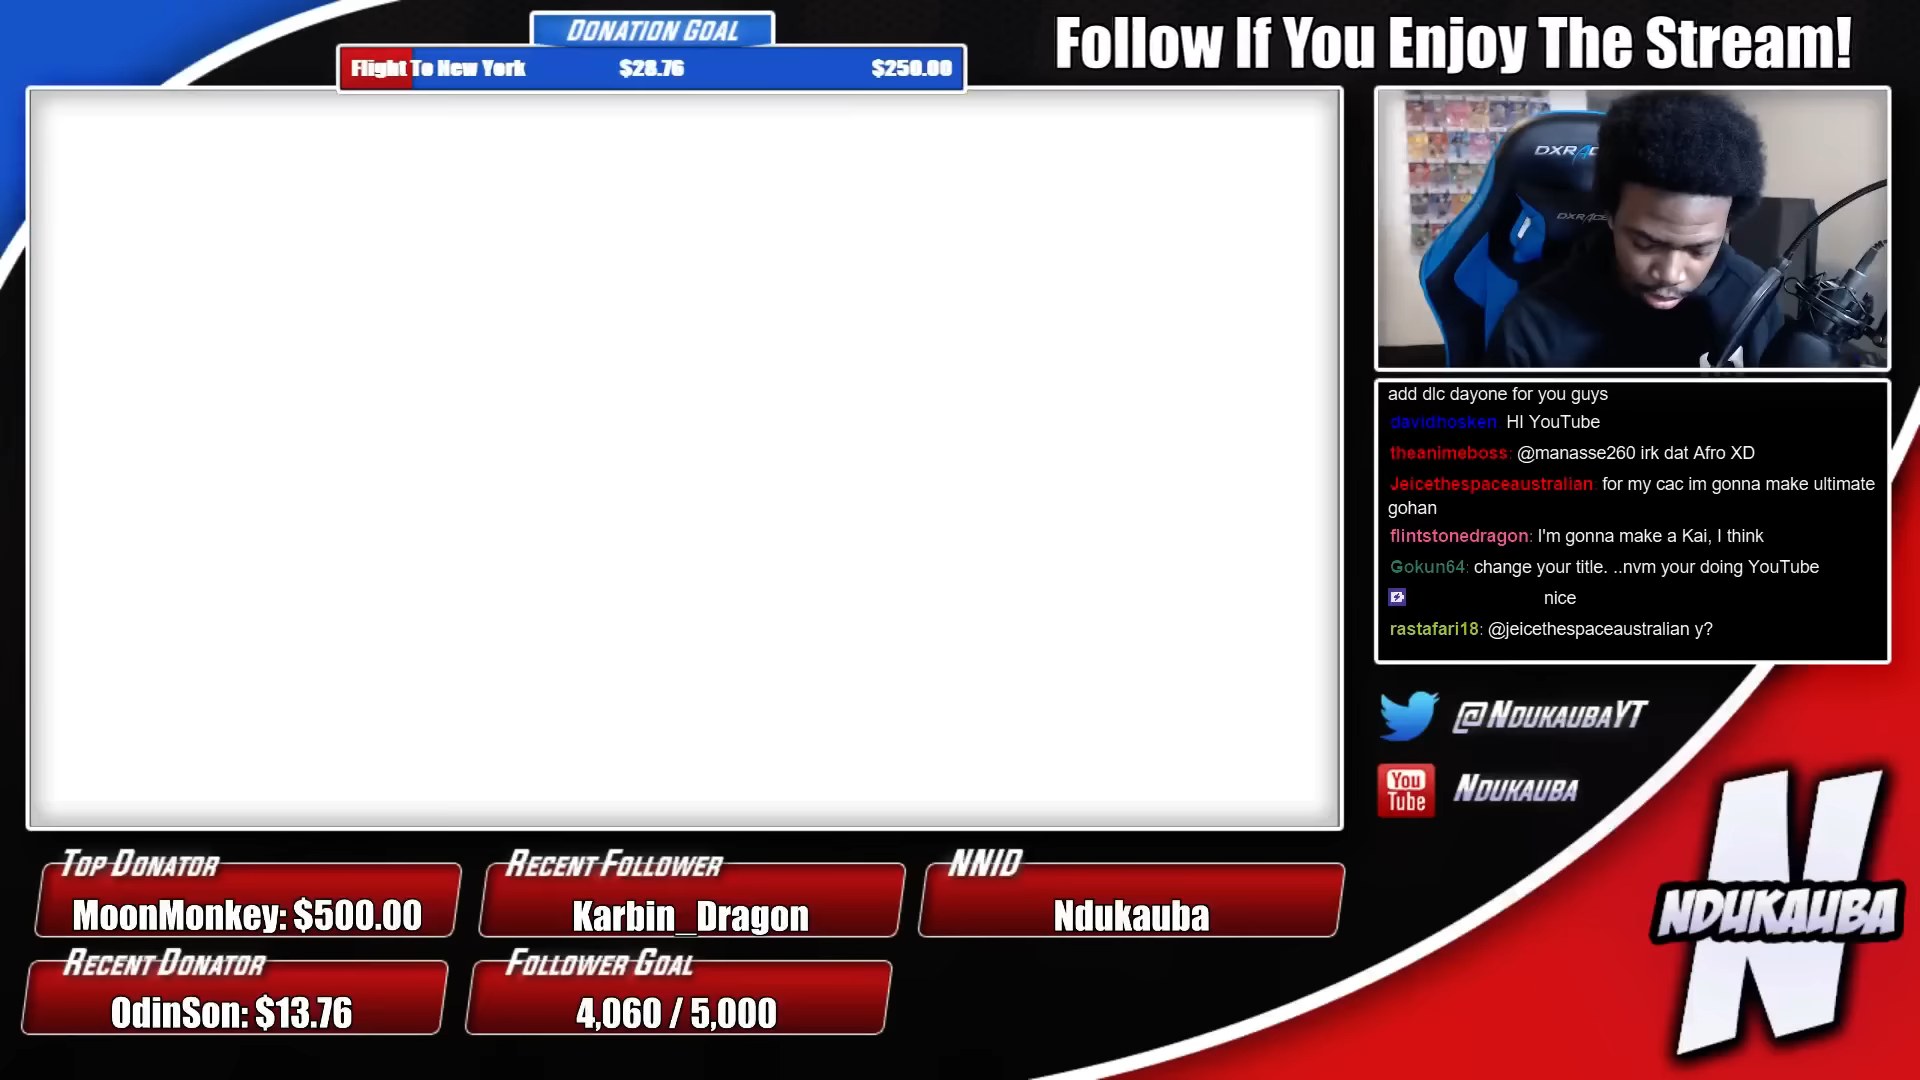 DONATION GOAL
Flight To New York $28.76 $250.00
Follow If You Enjoy The Stream!
DXRACER
add dlc dayone for you guys
davidhosken HI YouTube
theanimeboss: @manasse260 irk dat Afro XD
Jeicethespaceaustralian: for my cac im gonna make ultimate
gohan
flintstonedragon: I'm gonna make a Kai, I think
Gokun64: change your title. ..nvm your doing YouTube
nice
rastafari18: @jeicethespaceaustralian y?
@NDUKAUBAYT
You
Tube
NDUKAUBA
TOP DONATOR
MoonMonkey: $500.00
RECENT FOLLOWER
Karbin_Dragon
NNID
Ndukauba
RECENT DONATOR
OdinSon: $13.76
FOLLOWER GOAL
4,060 / 5,000
N
NDUKAUBA